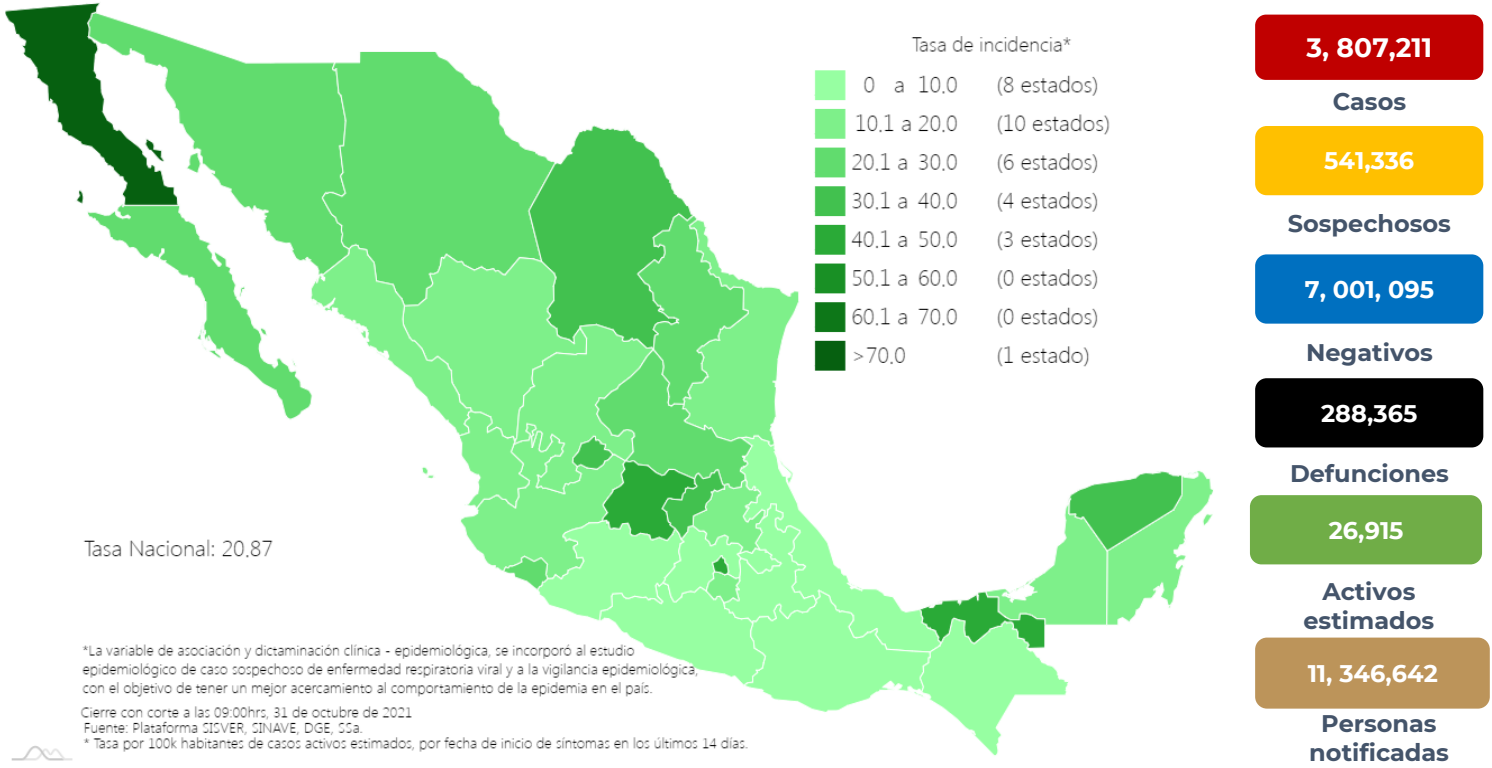 Tasa de incidencia*
0 a 10.0 (8 estados)
10.1 a 20.0 (10 estados)
20.1 a 30.0 (6 estados)
30.1 a 40.0 (4 estados)
40.1 a 50.0 (3 estados)
50.1 a 60.0 (0 estados)
60.1 a 70.0 (0 estados)
>70.0 (1 estado)
Tasa Nacional: 20.87
*La variable de asociación y dictaminación clínica - epidemiológica, se incorporó al estudio
epidemiológico de caso sospechoso de enfermedad respiratoria viral y a la vigilancia epidemiológica,
con el objetivo de tener un mejor acercamiento al comportamiento de la epidemia en el país.
Cierre con corte a las 09:00hrs, 31 de octubre de 2021
Fuente: Plataforma SISVER, SINAVE, DGE, SSa.
* Tasa por 100k habitantes de casos activos estimados, por fecha de inicio de síntomas en los últimos 14 días.
3, 807,211
Casos
541,336
Sospechosos
7, 001, 095
Negativos
288,365
Defunciones
26,915
Activos
estimados
11, 346,642
Personas
notificadas